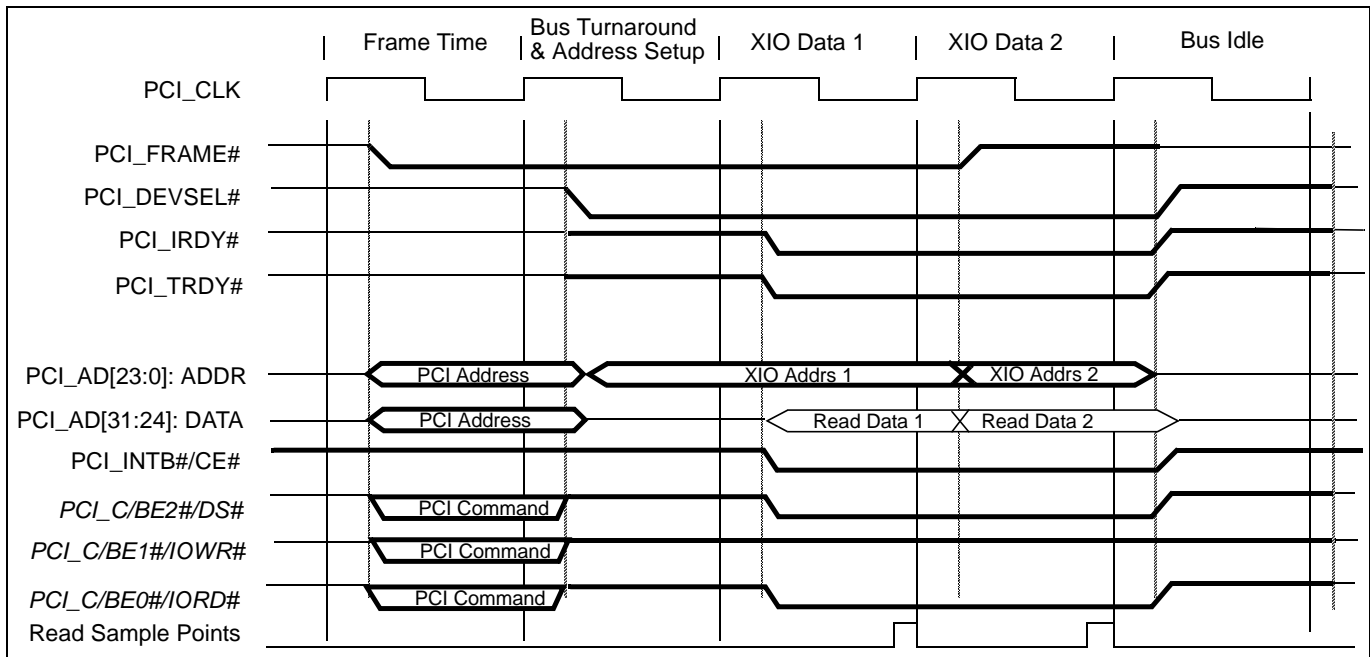 Frame Time
Bus Turnaround
& Address Setup
XIO Data 1
XIO Data 2
Bus Idle
PCI_CLK
PCI_FRAME#
PCI_DEVSEL#
PCI_IRDY#
PCI_TRDY#
PCI_AD[23:0]: ADDR
PCI Address
XIO Addrs 1
XIO Addrs 2
PCI_AD[31:24]: DATA
PCI Address
Read Data 1
Read Data 2
PCI_INTB#/CE#
PCI_C/BE2#/DS#
PCI Command
PCI_C/BE1#/IOWR#
PCI Command
PCI_C/BE0#/IORD#
PCI Command
Read Sample Points